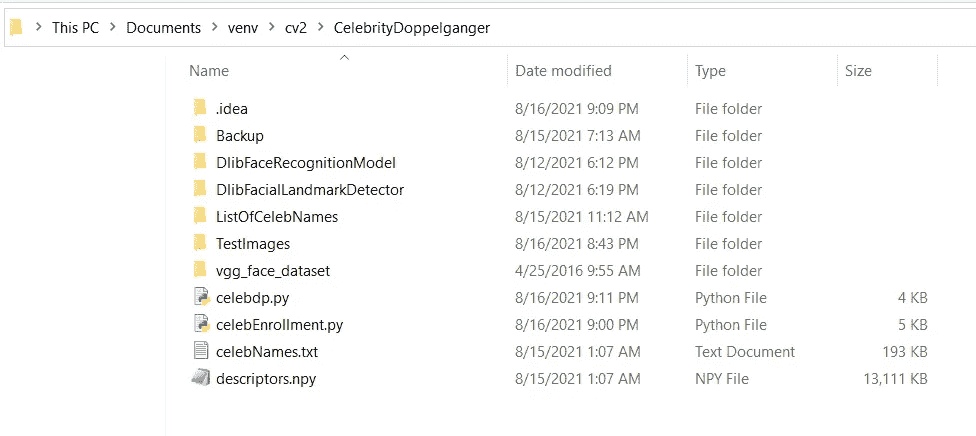 This PC > Documents > venv > cv2 > CelebrityDoppelganger
Name Date modified Type Size
.idea 8/16/2021 9:09 PM File folder
Backup 8/15/2021 7:13 AM File folder
DlibFaceRecognitionModel 8/12/2021 6:12 PM File folder
DlibFacialLandmarkDetector 8/12/2021 6:19 PM File folder
ListOfCelebNames 8/15/2021 11:12 AM File folder
TestImages 8/16/2021 8:43 PM File folder
vgg_face_dataset 4/25/2016 9:55 AM File folder
celebdp.py 8/16/2021 9:11 PM Python File 4 KB
celebEnrollment.py 8/16/2021 9:00 PM Python File 5 KB
celebNames.txt 8/15/2021 1:07 AM Text Document 193 KB
descriptors.npy 8/15/2021 1:07 AM NPY File 13,111 KB